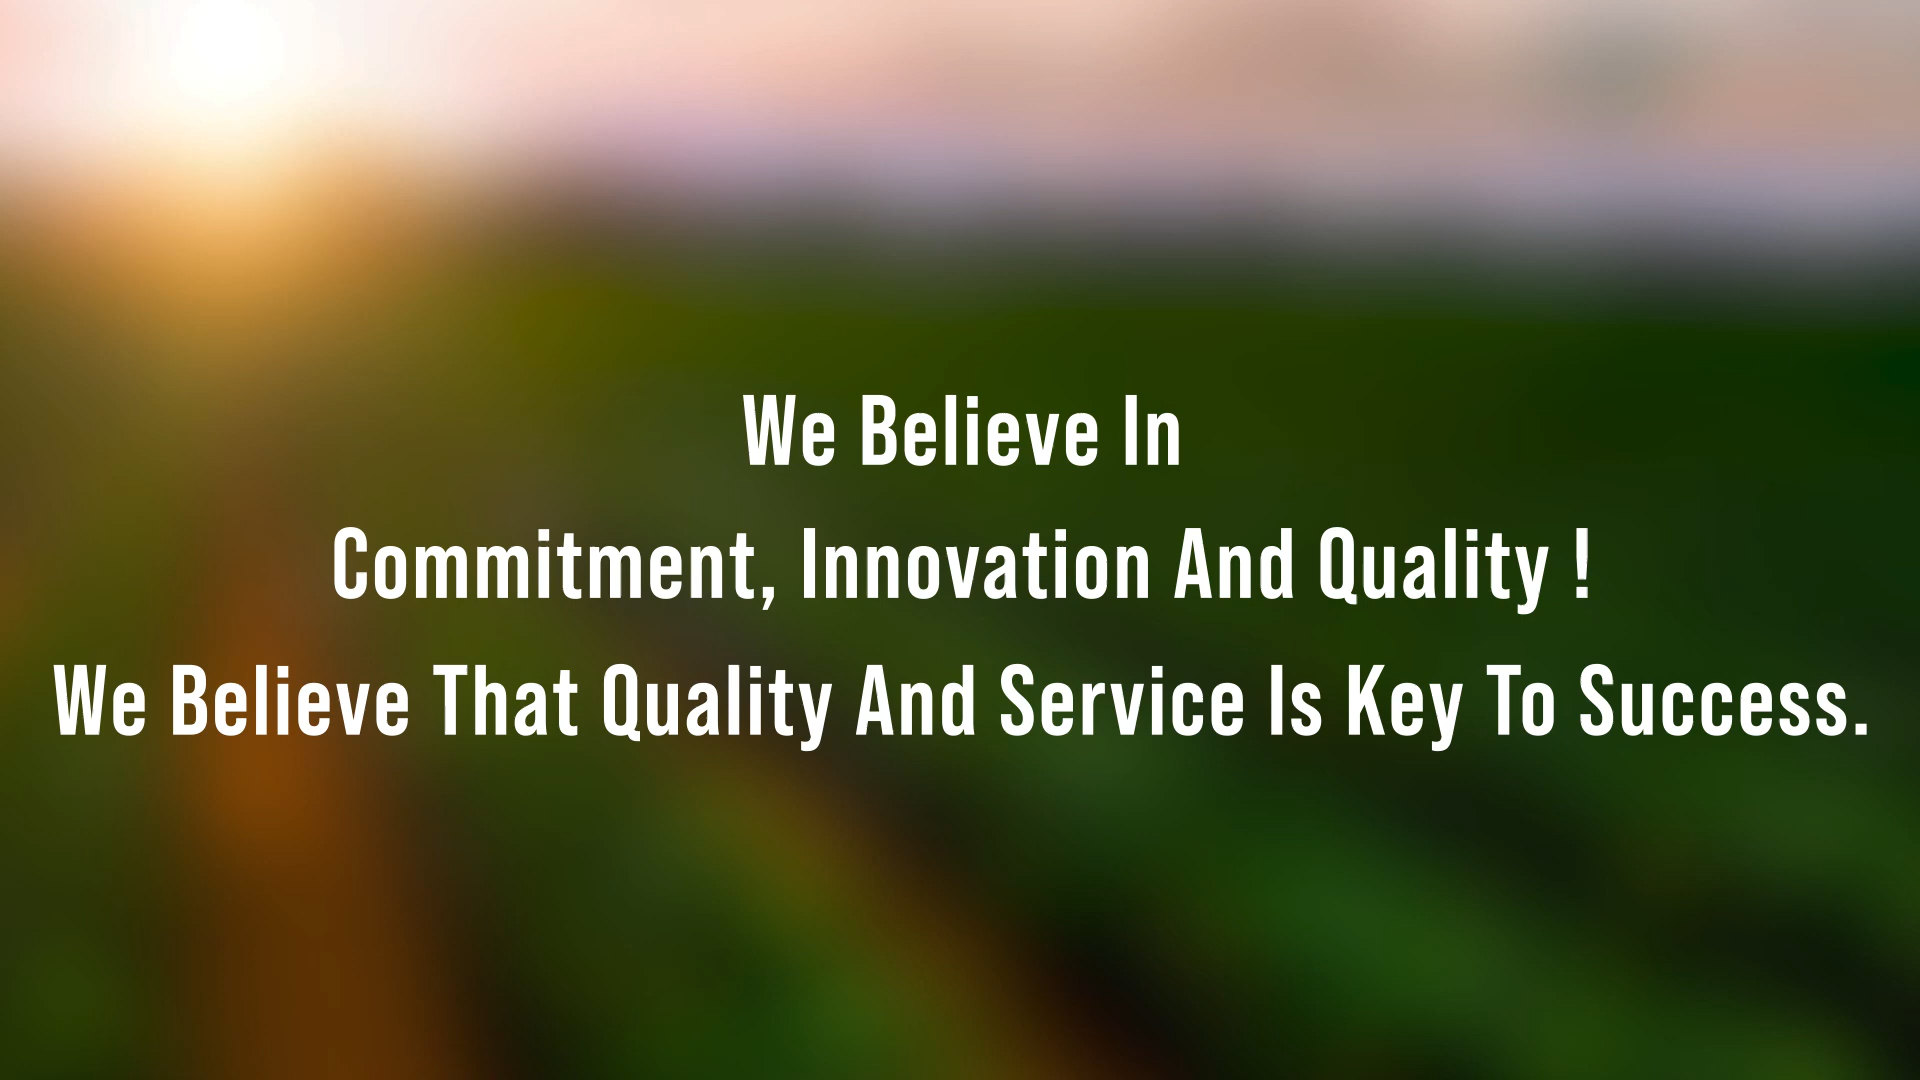 We Believe In
Commitment, Innovation And Quality !
We Believe That Quality And Service Is Key To Success.